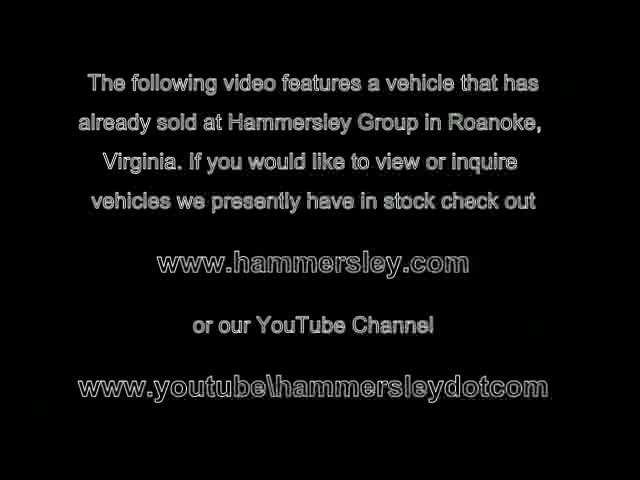 The following video features a vehicle that has
already sold at Hammersley Group in Roanoke,
Virginia. If you would like to view or inquire
vehicles we presently have in stock check out
www.hammersley.com
or our YouTube Channel
www.youtube\hammersleydotcom